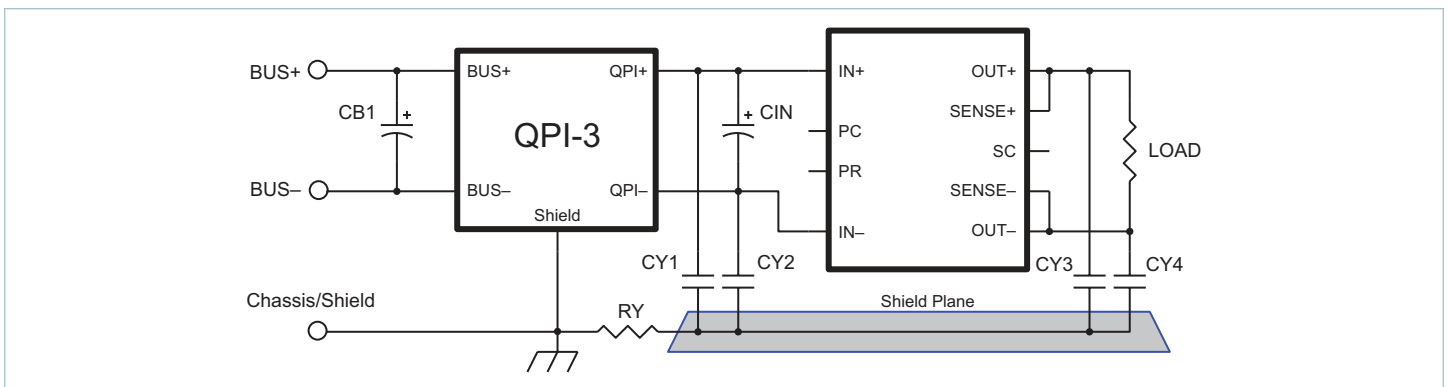 BUS+
CB1
BUS–
BUS+
QPI+
QPI-3
BUS–
QPI–
Shield
CIN
IN+
OUT+
SENSE+
PC
SC
PR
SENSE–
IN–
OUT–
LOAD
CY1
CY2
CY3
CY4
Chassis/Shield
RY
Shield Plane